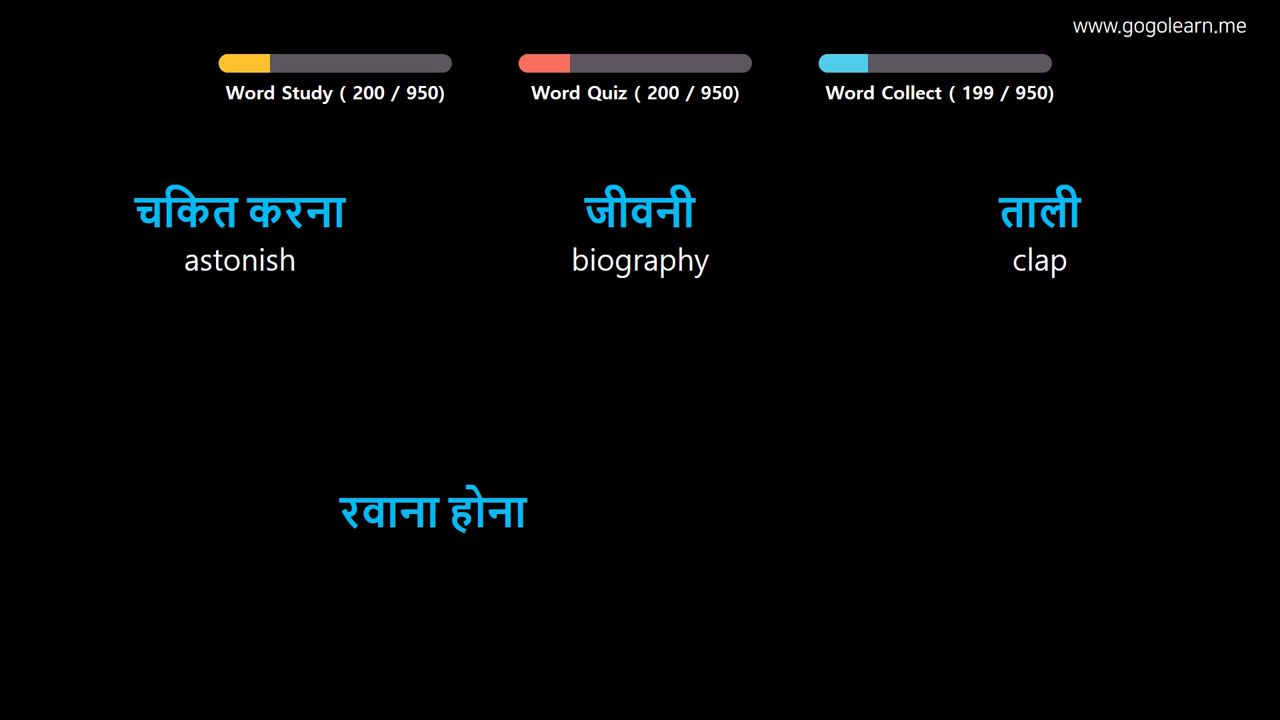 www.gogolearn.me
Word Study ( 200 / 950)
Word Quiz ( 200 / 950)
Word Collect ( 199 / 950)
चकित करना
astonish
जीवनी
biography
ताली
clap
रवाना होना